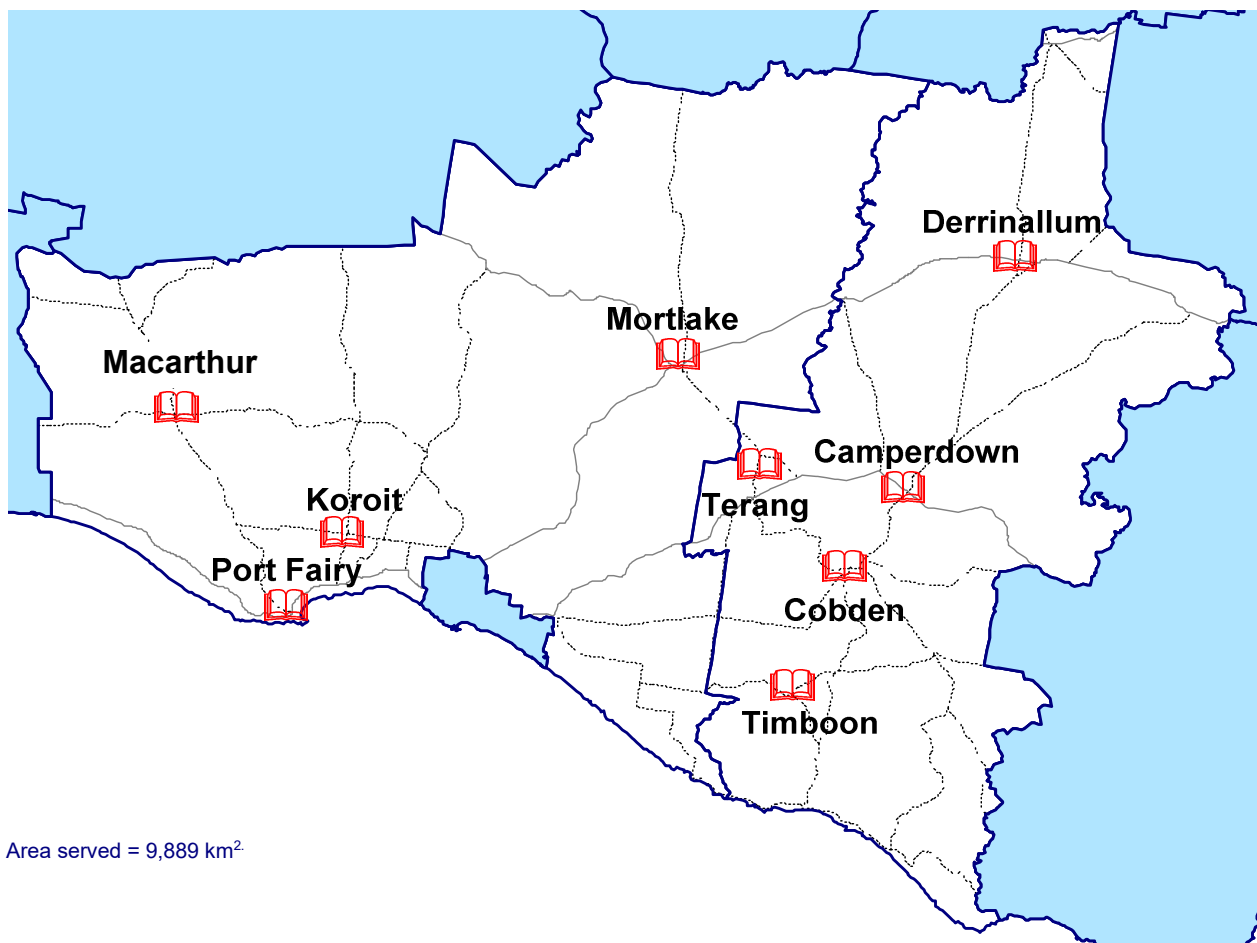 Derrinallum
Mortlake
Macarthur
Camperdown
Koroit
Terang
Port Fairy
Cobden
Timboon
Area served = 9,889 km².